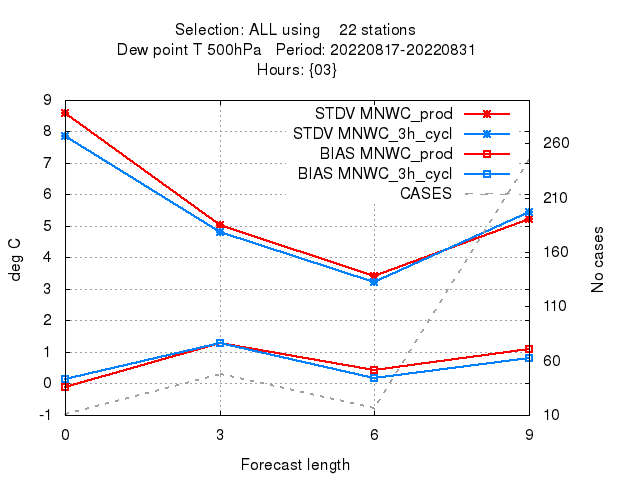 Selection: ALL using 22 stations
Dew point T 500hPa Period: 20220817-20220831
Hours: {03}
STDV MNWC_prod
STDV MNWC_3h_cycl
BIAS MNWC_prod
BIAS MNWC_3h_cycl
CASES
deg C
9
8
7
6
5
4
3
2
1
0
-1
No cases
260
210
160
110
60
10
0 3 6 9
Forecast length